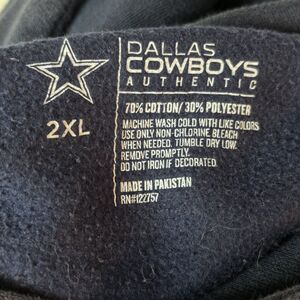 DALLAS
COWBOYS
AUTHENTIC
2XL
70% COTTON/30% POLYESTER
MACHINE WASH COLD WITH LIKE COLORS
USE ONLY NON-CHLORINE BLEACH
WHEN NEEDED. TUMBLE DRY LOW.
REMOVE PROMPTLY.
DO NOT IRON IF DECORATED.
MADE IN PAKISTAN
RN#122757